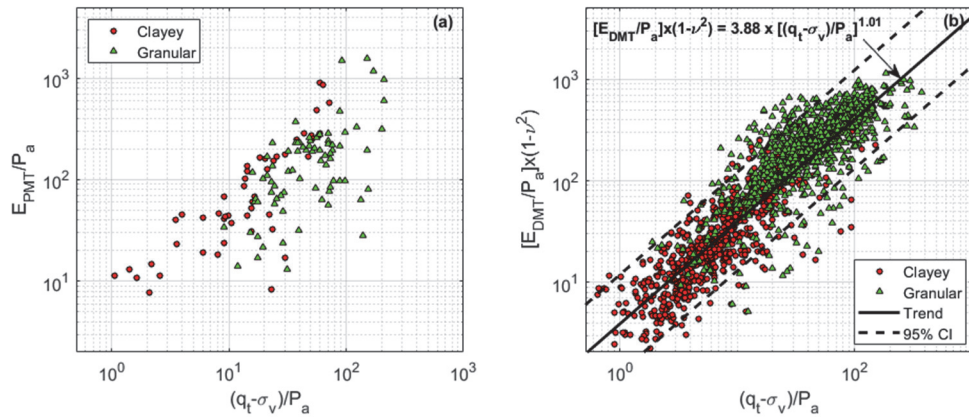 (a)
Clayey
Granular
10³
10²
10¹
E_PMT/P_a
10⁰ 10¹ 10² 10³
(q_t-σ_v)/P_a
[E_DMT/P_a]x(1-ν²) = 3.88 x [(q_t-σ_v)/P_a]^1.01
(b)
10³
10²
10¹
[E_DMT/P_a]x(1-ν²)
Clayey
Granular
Trend
95% CI
10⁰ 10¹ 10²
(q_t-σ_v)/P_a